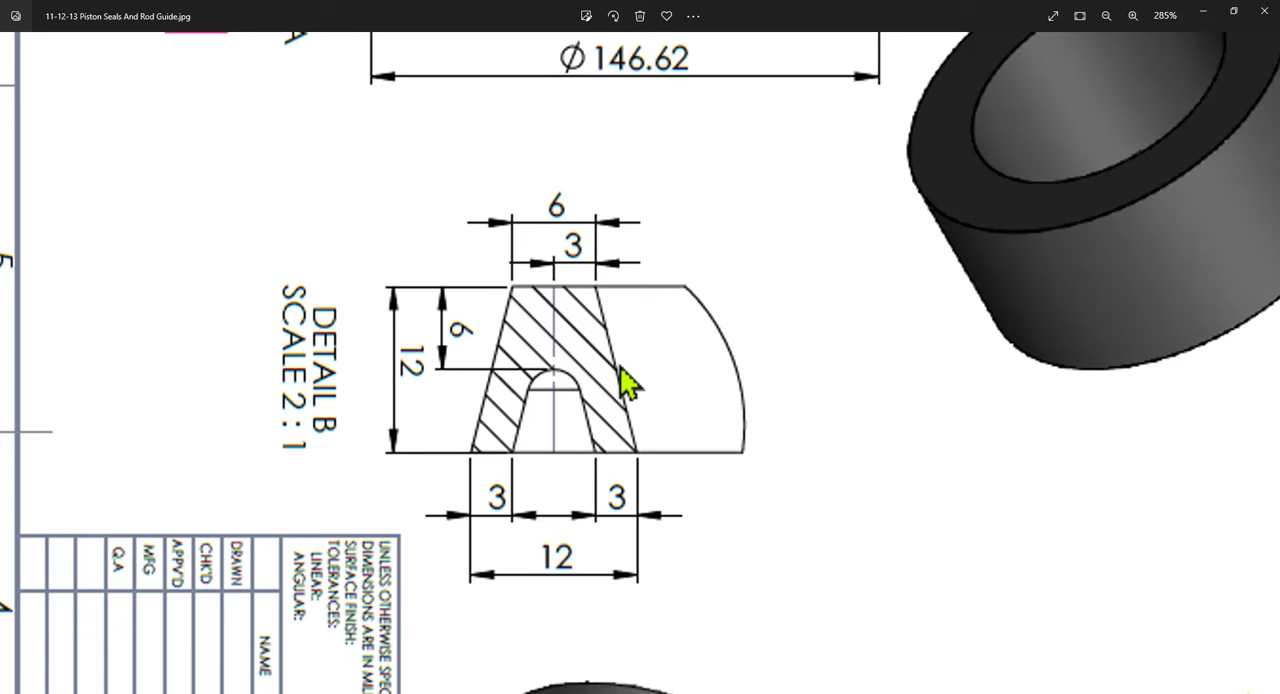 11-12-13 Piston Seals And Rod Guide.jpg
285%
A
Ø 146.62
6
3
5
DETAIL B
SCALE 2 : 1
12
6
3
3
12
UNLESS OTHERWISE SPEC
DIMENSIONS ARE IN MIL
SURFACE FINISH:
TOLERANCES:
LINEAR:
ANGULAR:
NAME
DRAWN
CHK'D
APPV'D
MFG
Q.A